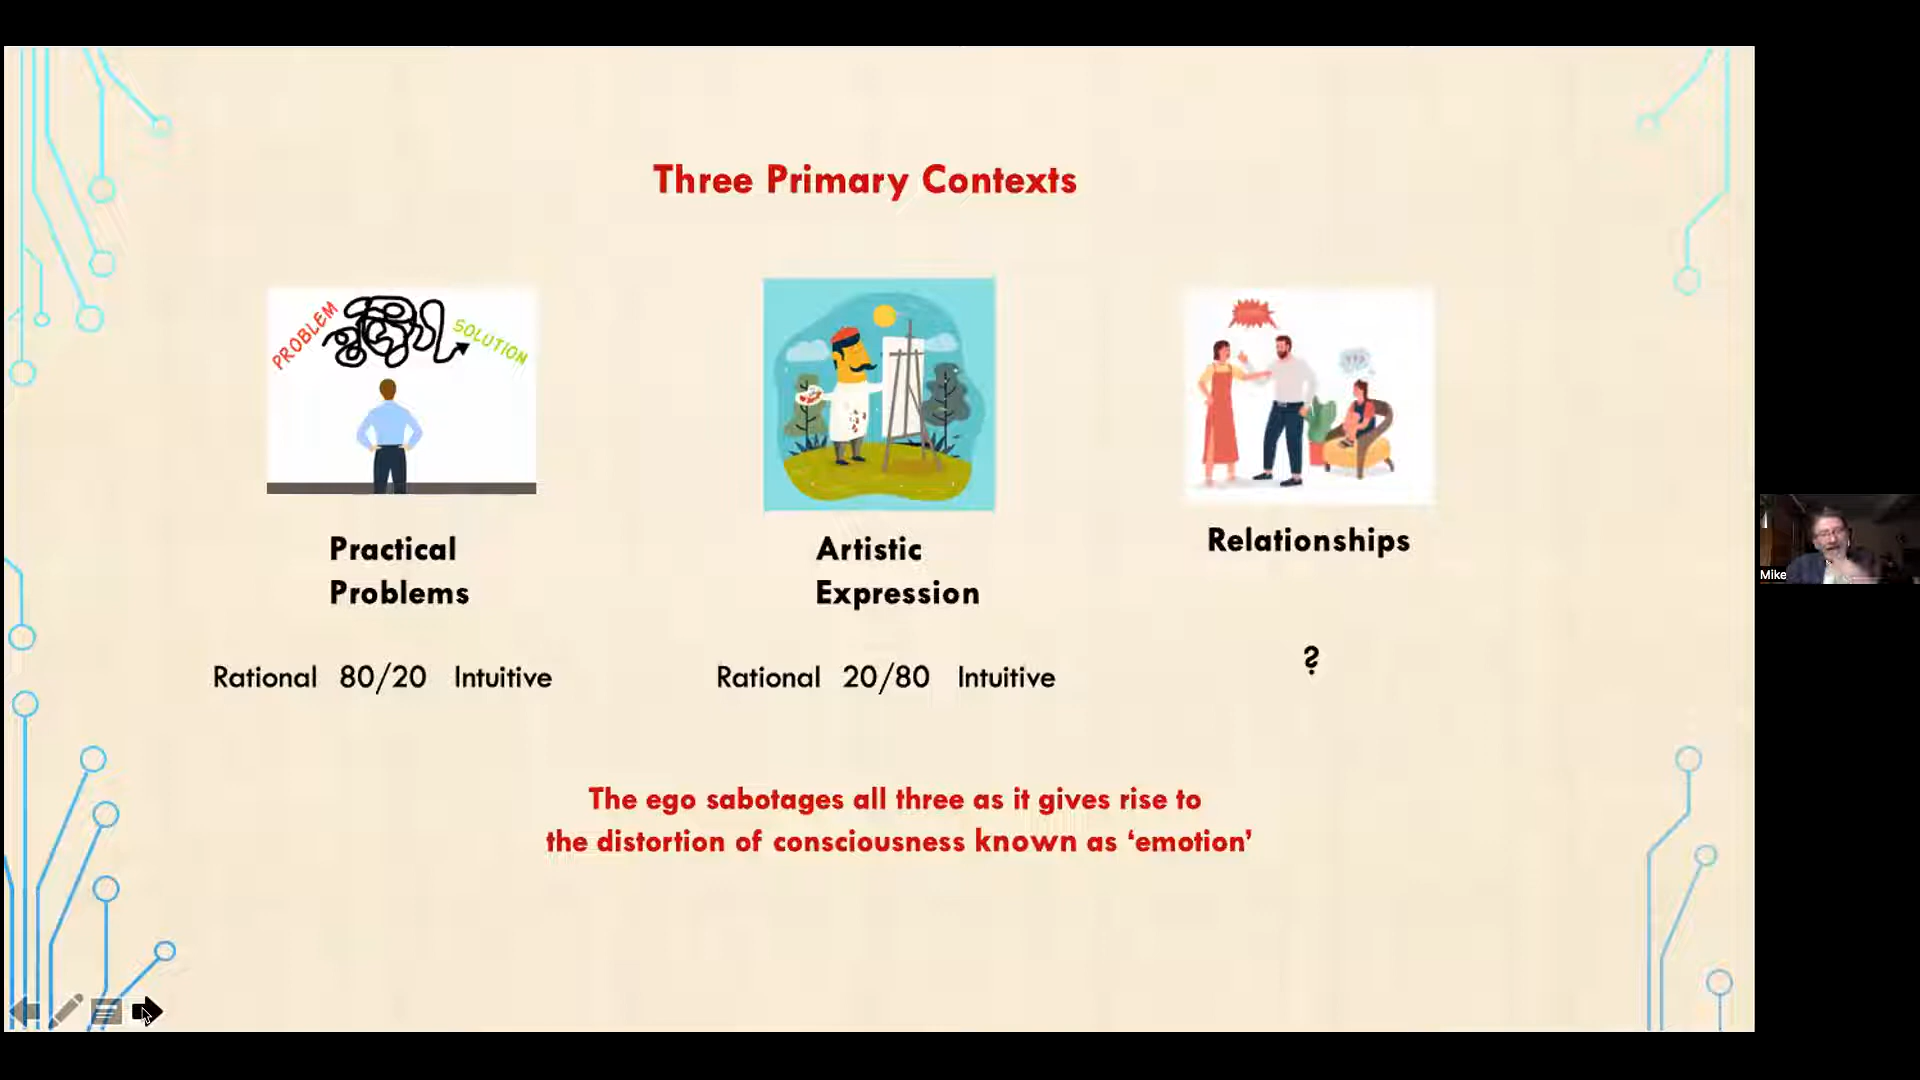 Three Primary Contexts
PROBLEM
SOLUTION
???
Practical
Problems
Artistic
Expression
Relationships
Rational 80/20 Intuitive
Rational 20/80 Intuitive
?
The ego sabotages all three as it gives rise to
the distortion of consciousness known as ‘emotion’
Mike